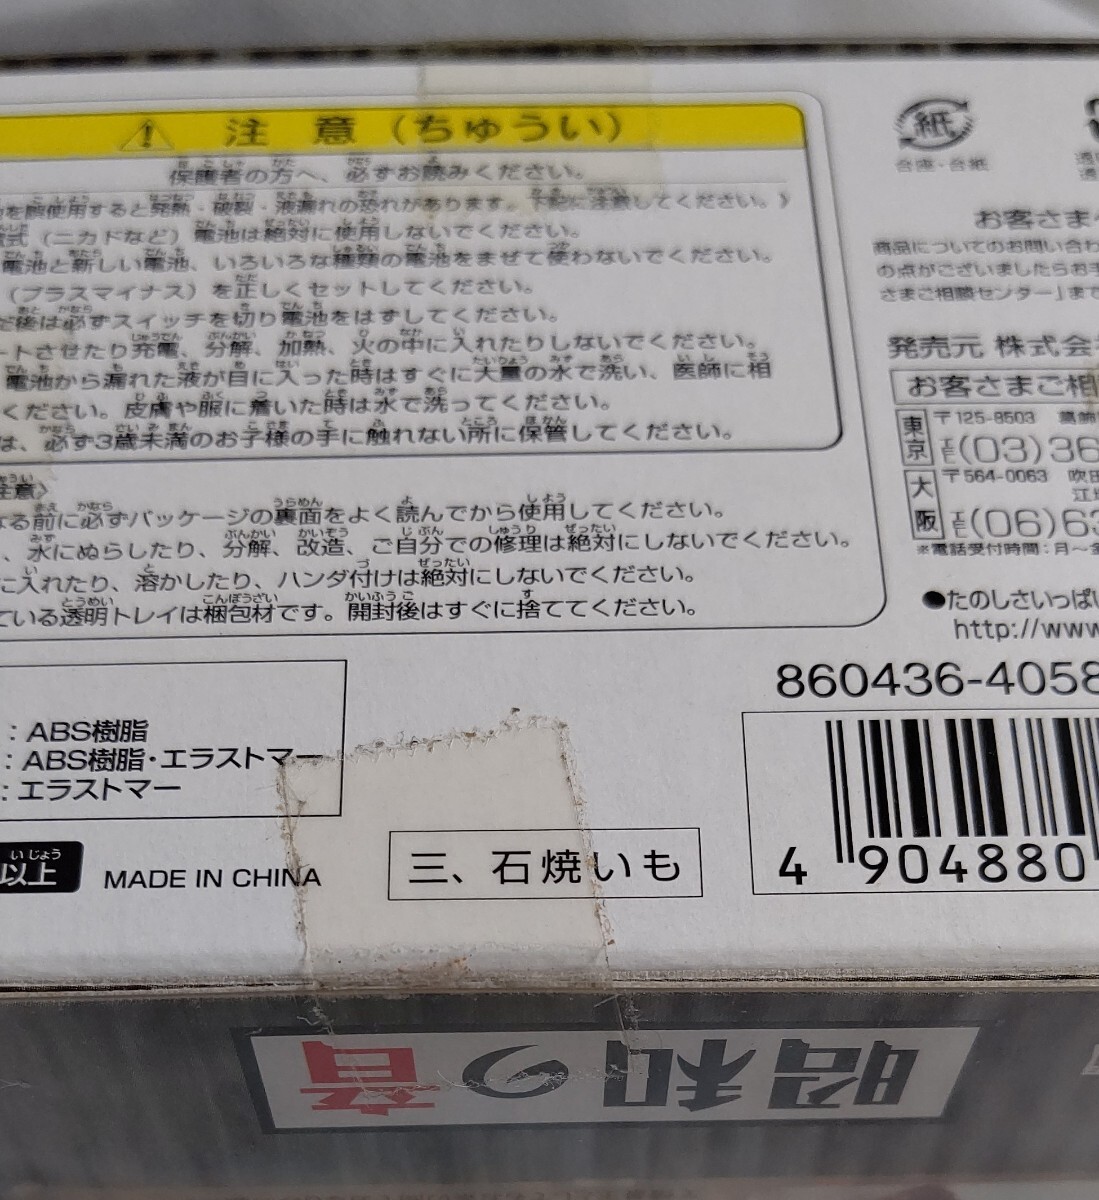 注意（ちゅうい）
保護者の方へ、必ずお読みください。
を誤使用すると発熱・破裂・液漏れの恐れがあります。下記に注意してください。》
式（ニカドなど）電池は絶対に使用しないでください。
電池と新しい電池、いろいろな種類の電池をまぜて使わないでください。
（プラスマイナス）を正しくセットしてください。
後は必ずスイッチを切り電池をはずしてください。
ートさせたり充電、分解、加熱、火の中に入れたりしないでください。
電池から漏れた液が目に入った時はすぐに大量の水で洗い、医師に相
ください。皮膚や服に着いた時は水で洗ってください。
は、必ず3歳未満のお子様の手に触れない所に保管してください。
注意〉
る前に必ずパッケージの裏面をよく読んでから使用してください。
、水にぬらしたり、分解、改造、ご自分での修理は絶対にしないでください。
に入れたり、溶かしたり、ハンダ付けは絶対にしないでください。
ている透明トレイは梱包材です。開封後はすぐに捨ててください。
：ABS樹脂
：ABS樹脂・エラストマー
：エラストマー
以上
MADE IN CHINA
三、石焼いも
紙
台座・台紙
お客さまへ
商品についてのお問い合わ
の点がございましたらお手
さまご相談センター」まで
発売元 株式会
お客さまご相
東京
〒125-8503 葛飾
TEL(03)36
大阪
〒564-0063 吹田
江坂
TEL(06)63
※電話受付時間：月〜金
●たのしさいっぱい
http://www
860436-4058
4 904880
昭和の音